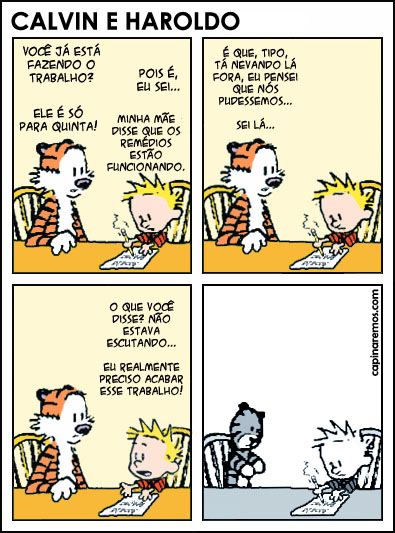 CALVIN E HAROLDO
VOCÊ JÁ ESTÁ
FAZENDO O
TRABALHO?
ELE É SÓ
PARA QUINTA!
POIS É,
EU SEI...
MINHA MÃE
DISSE QUE OS
REMÉDIOS
ESTÃO
FUNCIONANDO.
É QUE, TIPO,
TÁ NEVANDO LÁ
FORA, EU PENSEI
QUE NÓS
PUDESSEMOS...
SEI LÁ...
O QUE VOCÊ
DISSE? NÃO
ESTAVA
ESCUTANDO...
EU REALMENTE
PRECISO ACABAR
ESSE TRABALHO!
capinaremos.com